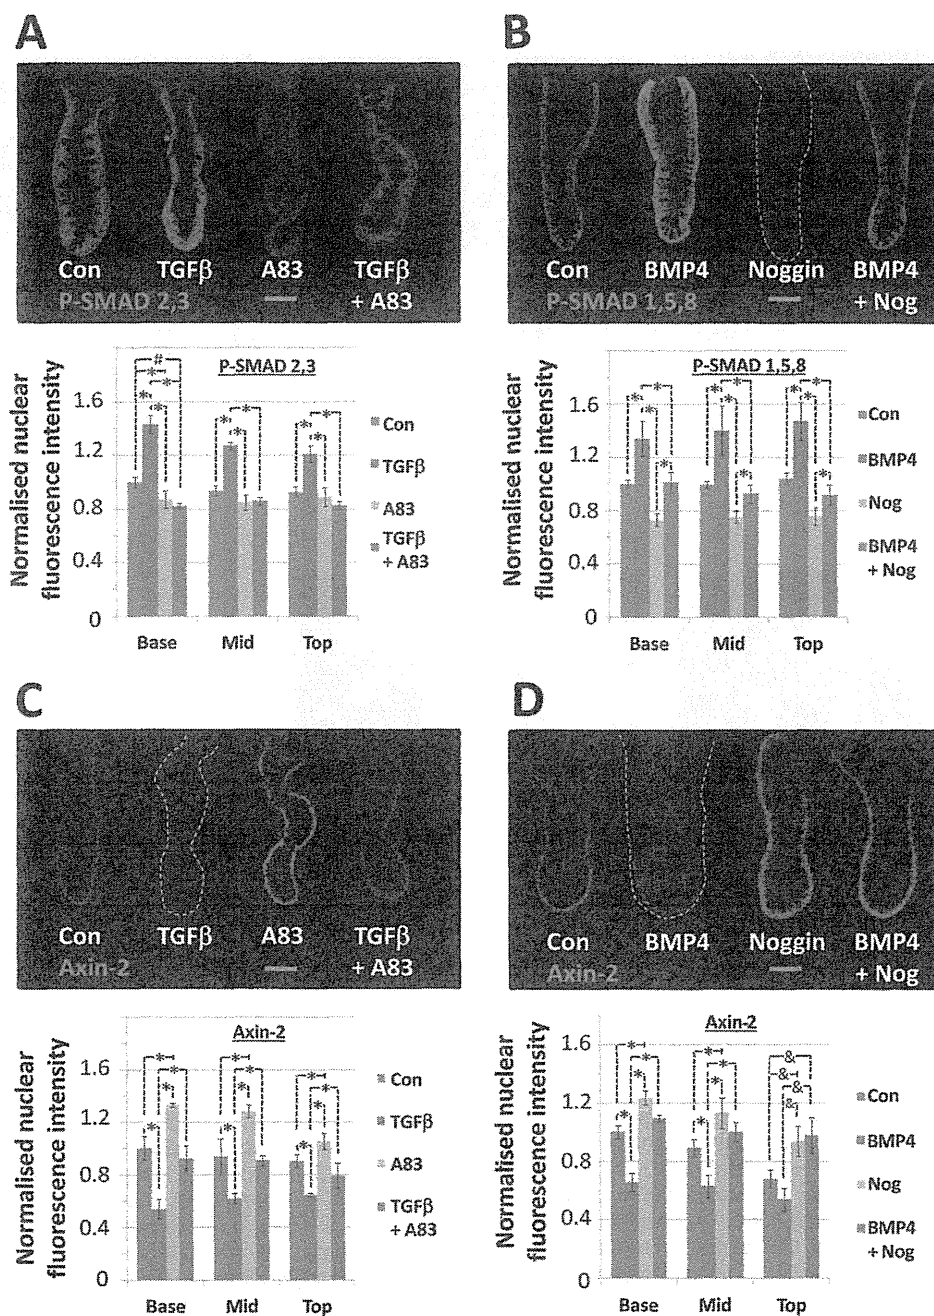 A
Con TGFβ A83 TGFβ
+ A83
P-SMAD 2,3
Normalised nuclear
fluorescence intensity
P-SMAD 2,3
1.6
1.2
0.8
0.4
0
#
*
*
*
*
*
*
*
*
*
Base Mid Top
Con
TGFβ
A83
TGFβ
+ A83
B
Con BMP4 Noggin BMP4
+ Nog
P-SMAD 1,5,8
Normalised nuclear
fluorescence intensity
P-SMAD 1,5,8
1.6
1.2
0.8
0.4
0
*
*
*
*
*
*
*
*
*
*
*
*
Base Mid Top
Con
BMP4
Nog
BMP4
+ Nog
C
Con TGFβ A83 TGFβ
+ A83
Axin-2
Normalised nuclear
fluorescence intensity
Axin-2
1.6
1.2
0.8
0.4
0
*
*
*
*
*
*
*
*
*
*
*
Base Mid Top
Con
TGFβ
A83
TGFβ
+ A83
D
Con BMP4 Noggin BMP4
+ Nog
Axin-2
Normalised nuclear
fluorescence intensity
Axin-2
1.6
1.2
0.8
0.4
0
*
*
*
*
*
*
*
*
&
&
&
&
Base Mid Top
Con
BMP4
Nog
BMP4
+ Nog